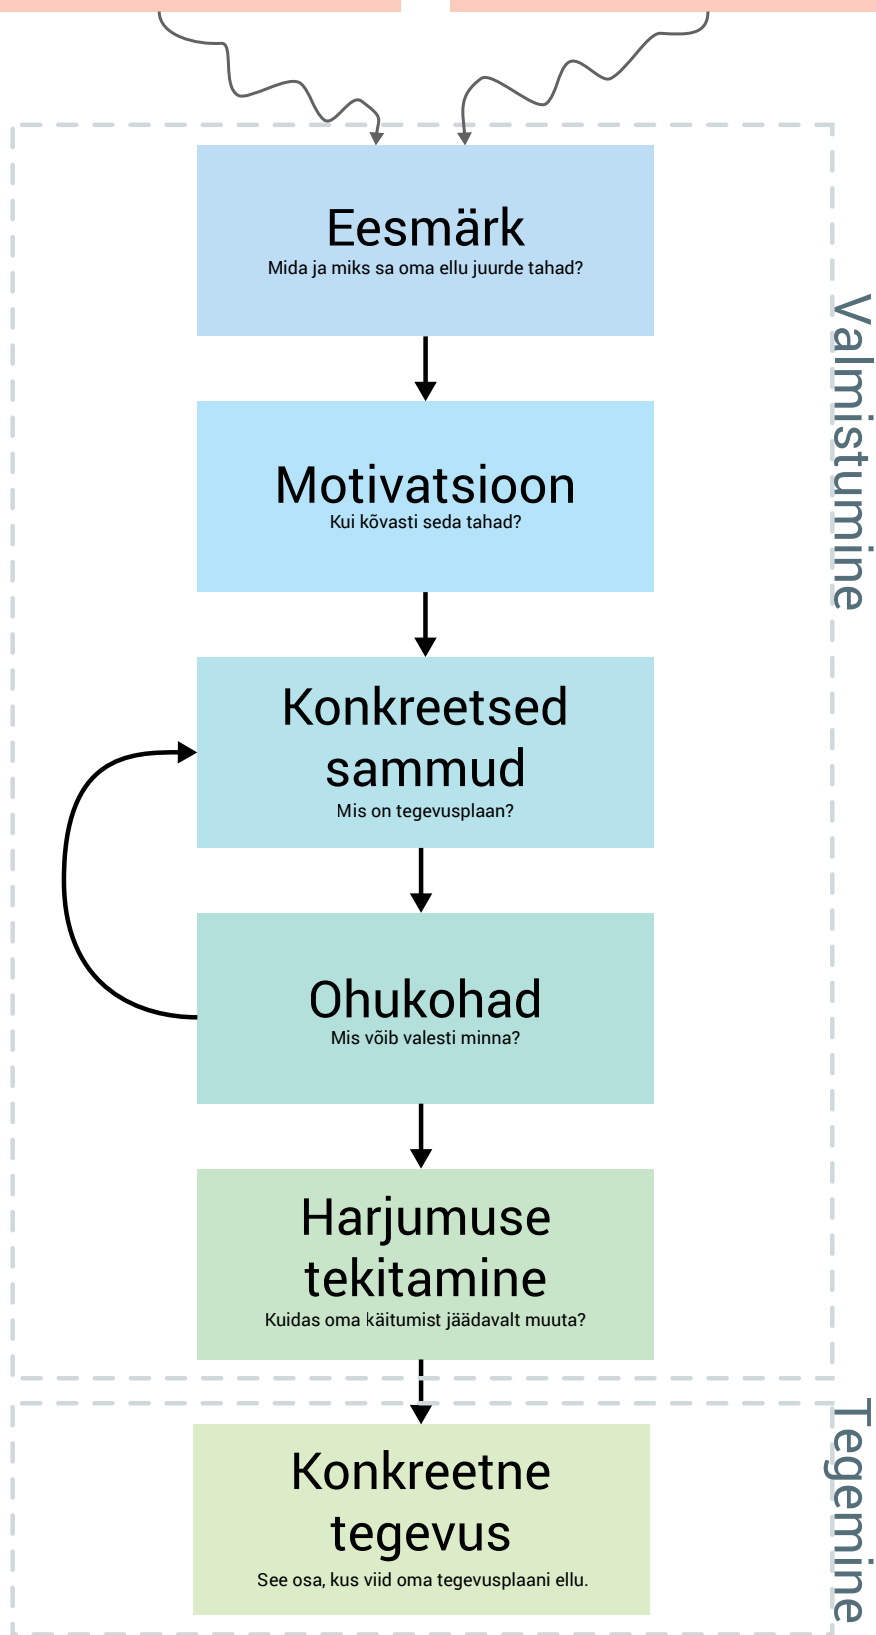 Eesmärk
Mida ja miks sa oma ellu juurde tahad?
Valmistumine
Motivatsioon
Kui kõvasti seda tahad?
Konkreetsed
sammud
Mis on tegevusplaan?
Ohukohad
Mis võib valesti minna?
Harjumuse
tekitamine
Kuidas oma käitumist jäädavalt muuta?
Tegemine
Konkreetne
tegevus
See osa, kus viid oma tegevusplaani ellu.